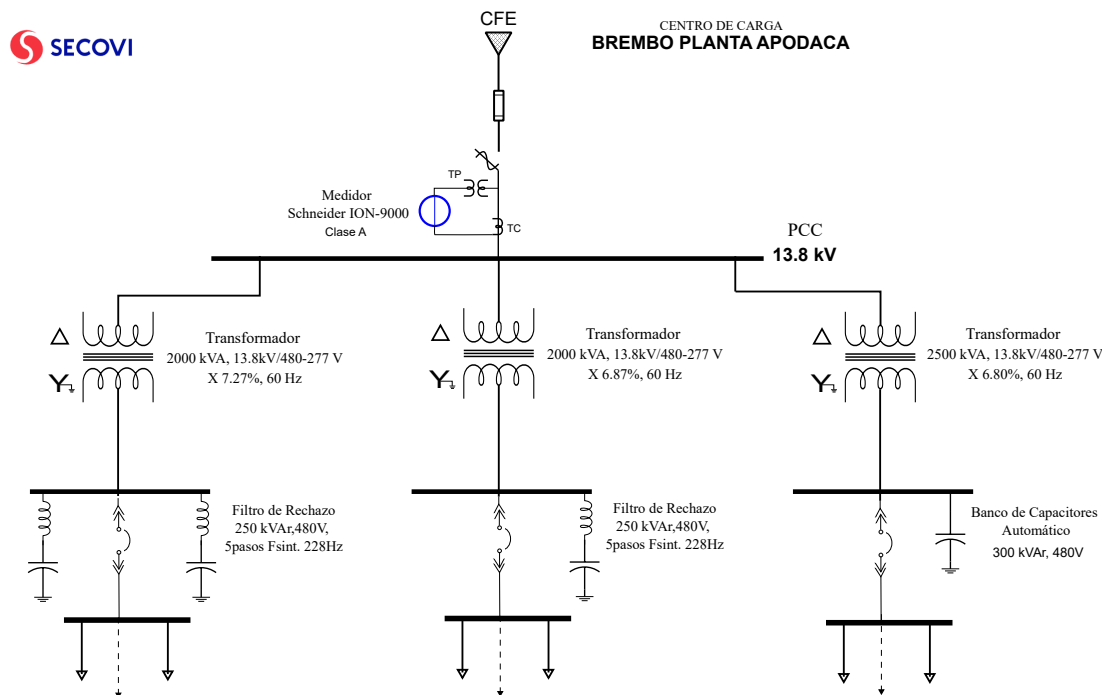 CFE
CENTRO DE CARGA
BREMBO PLANTA APODACA
SECOVI
TP
Medidor
Schneider ION-9000
Clase A
TC
PCC
13.8 kV
Transformador
2000 kVA, 13.8kV/480-277 V
X 7.27%, 60 Hz
Transformador
2000 kVA, 13.8kV/480-277 V
X 6.87%, 60 Hz
Transformador
2500 kVA, 13.8kV/480-277 V
X 6.80%, 60 Hz
Filtro de Rechazo
250 kVAr,480V,
5pasos Fsint. 228Hz
Filtro de Rechazo
250 kVAr,480V,
5pasos Fsint. 228Hz
Banco de Capacitores
Automático
300 kVAr, 480V